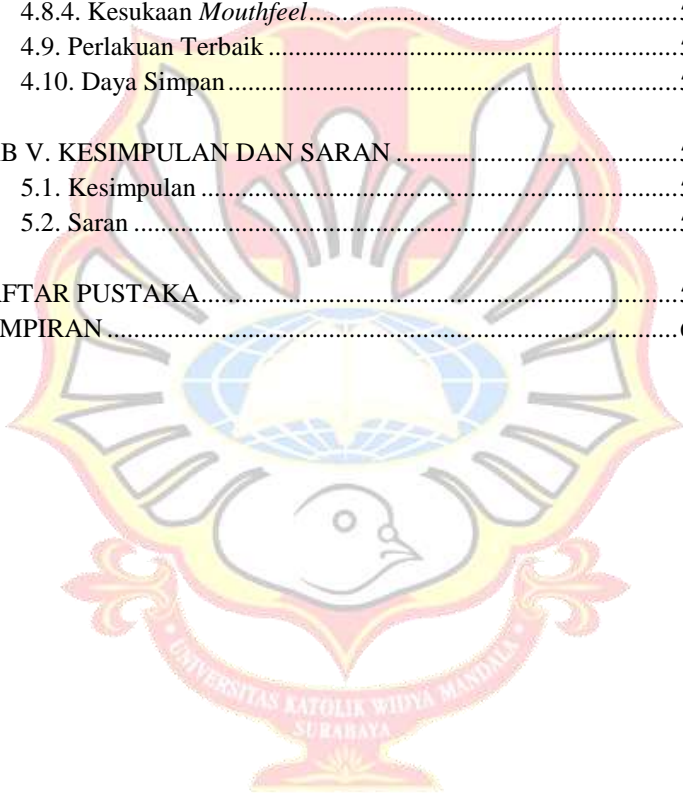 4.8.4. Kesukaan Mouthfeel..........................................................
4.9. Perlakuan Terbaik ................................................................
4.10. Daya Simpan ......................................................................
B V. KESIMPULAN DAN SARAN ............................................
5.1. Kesimpulan ..........................................................................
5.2. Saran ....................................................................................
FTAR PUSTAKA..........................................................................
MPIRAN ........................................................................................
UNIVERSITAS KATOLIK WIDYA MANDALA
SURABAYA